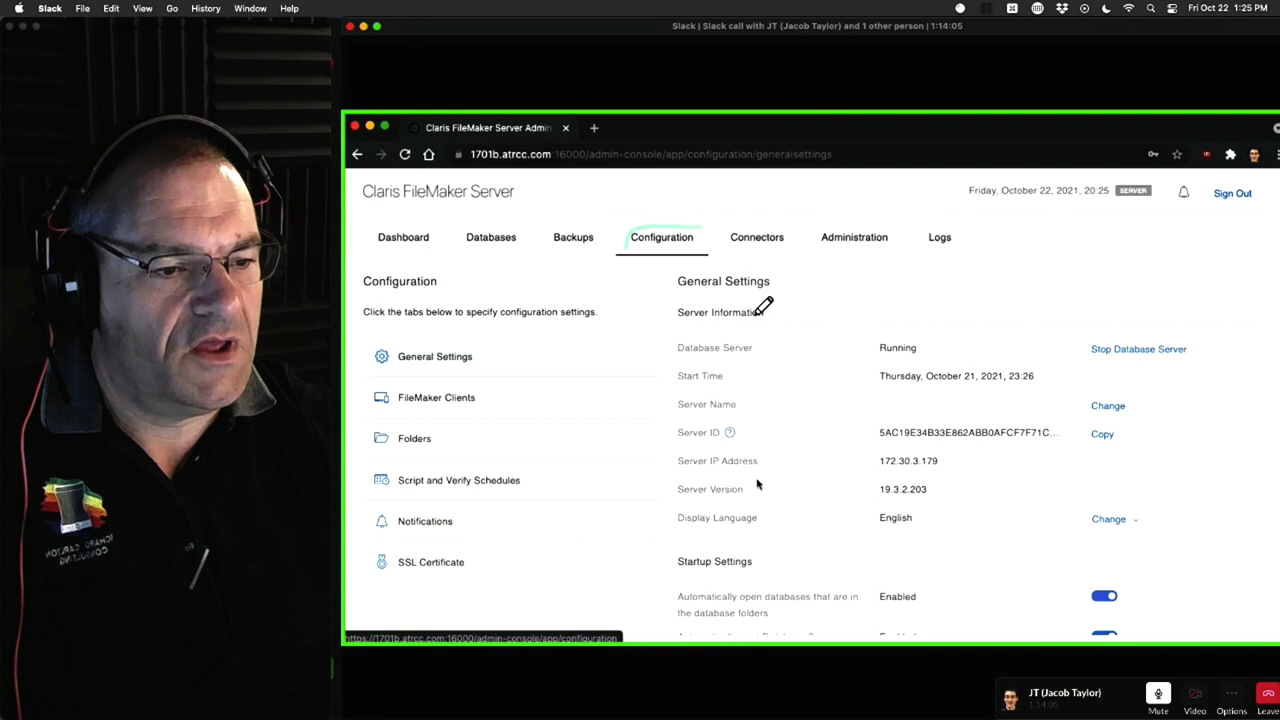 Slack File Edit View Go History Window Help Fri Oct 22 1:25 PM
Slack | Slack call with JT (Jacob Taylor) and 1 other person | 1:14:05
Claris FileMaker Server Admin
1701b.atrcc.com:16000/admin-console/app/configuration/generalsettings
Claris FileMaker Server
Friday, October 22, 2021, 20:25 SERVER Sign Out
Dashboard Databases Backups Configuration Connectors Administration Logs
Configuration
Click the tabs below to specify configuration settings.
General Settings
FileMaker Clients
Folders
Script and Verify Schedules
Notifications
SSL Certificate
General Settings
Server Information
Database Server Running Stop Database Server
Start Time Thursday, October 21, 2021, 23:26
Server Name Change
Server ID ? 5AC19E34B33E862ABB0AFCF7F71C... Copy
Server IP Address 172.30.3.179
Server Version 19.3.2.203
Display Language English Change
Startup Settings
Automatically open databases that are in Enabled
the database folders
https://1701b.atrcc.com:16000/admin-console/app/configuration
RICHARD CARLTON
CONSULTING
JT (Jacob Taylor)
1:14:05
Mute Video Options Leave